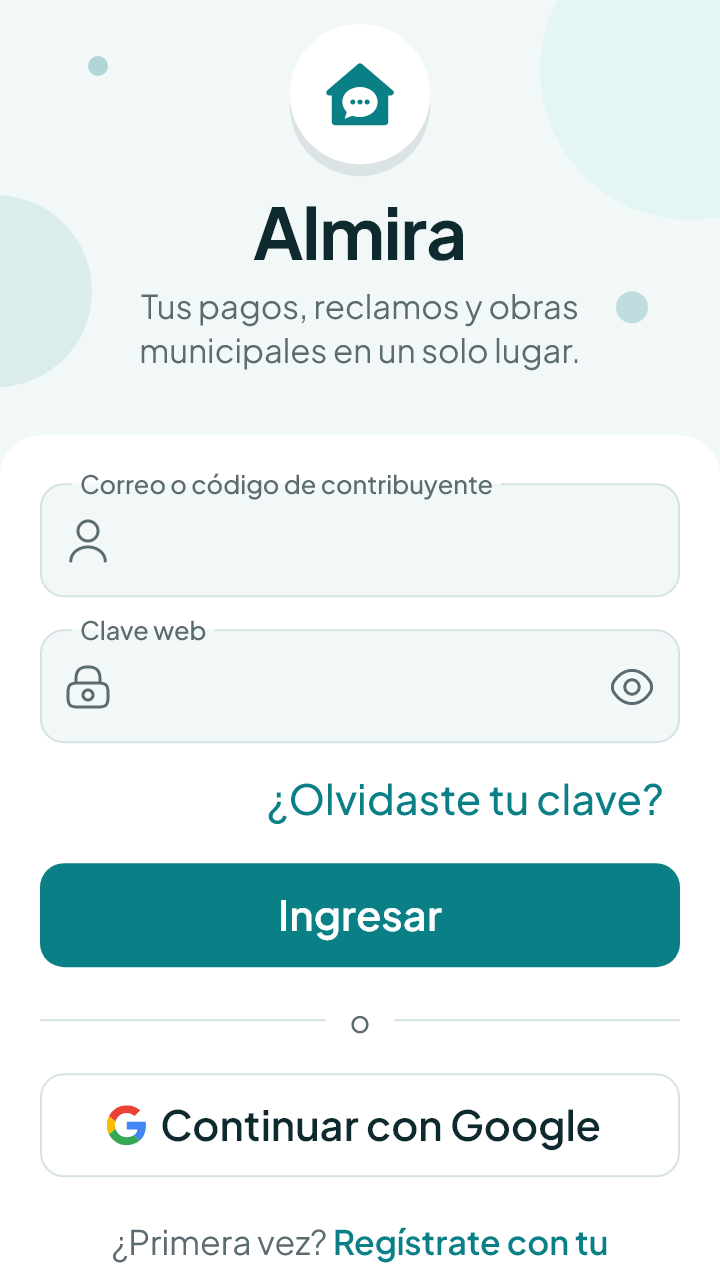 Almira
Tus pagos, reclamos y obras
municipales en un solo lugar.
Correo o código de contribuyente
Clave web
¿Olvidaste tu clave?
Ingresar
o
Continuar con Google
¿Primera vez? Regístrate con tu